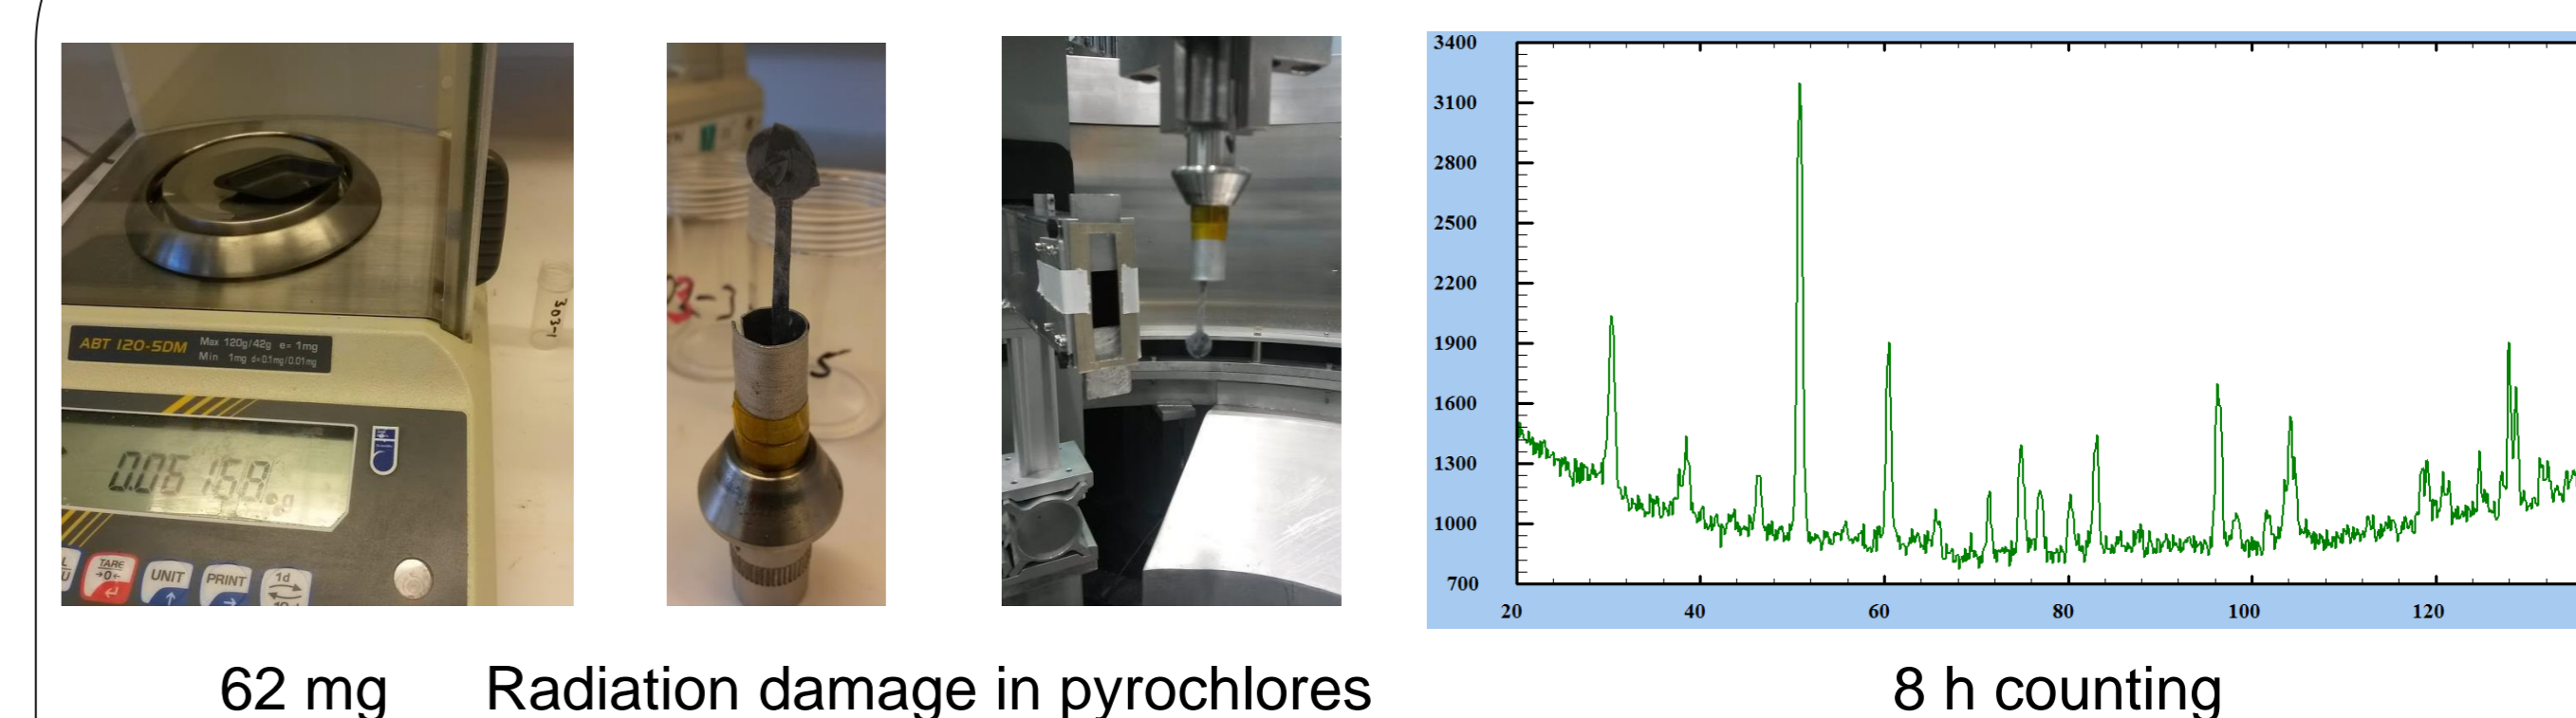 ABT 120-5DM
Max 120g/42g e= 1mg
Min 1mg d=0.1mg/0.01mg
303-1
TARE
→0←
UNIT
PRINT
1d
3400
3100
2800
2500
2200
1900
1600
1300
1000
700
20 40 60 80 100 120
62 mg
Radiation damage in pyrochlores
8 h counting